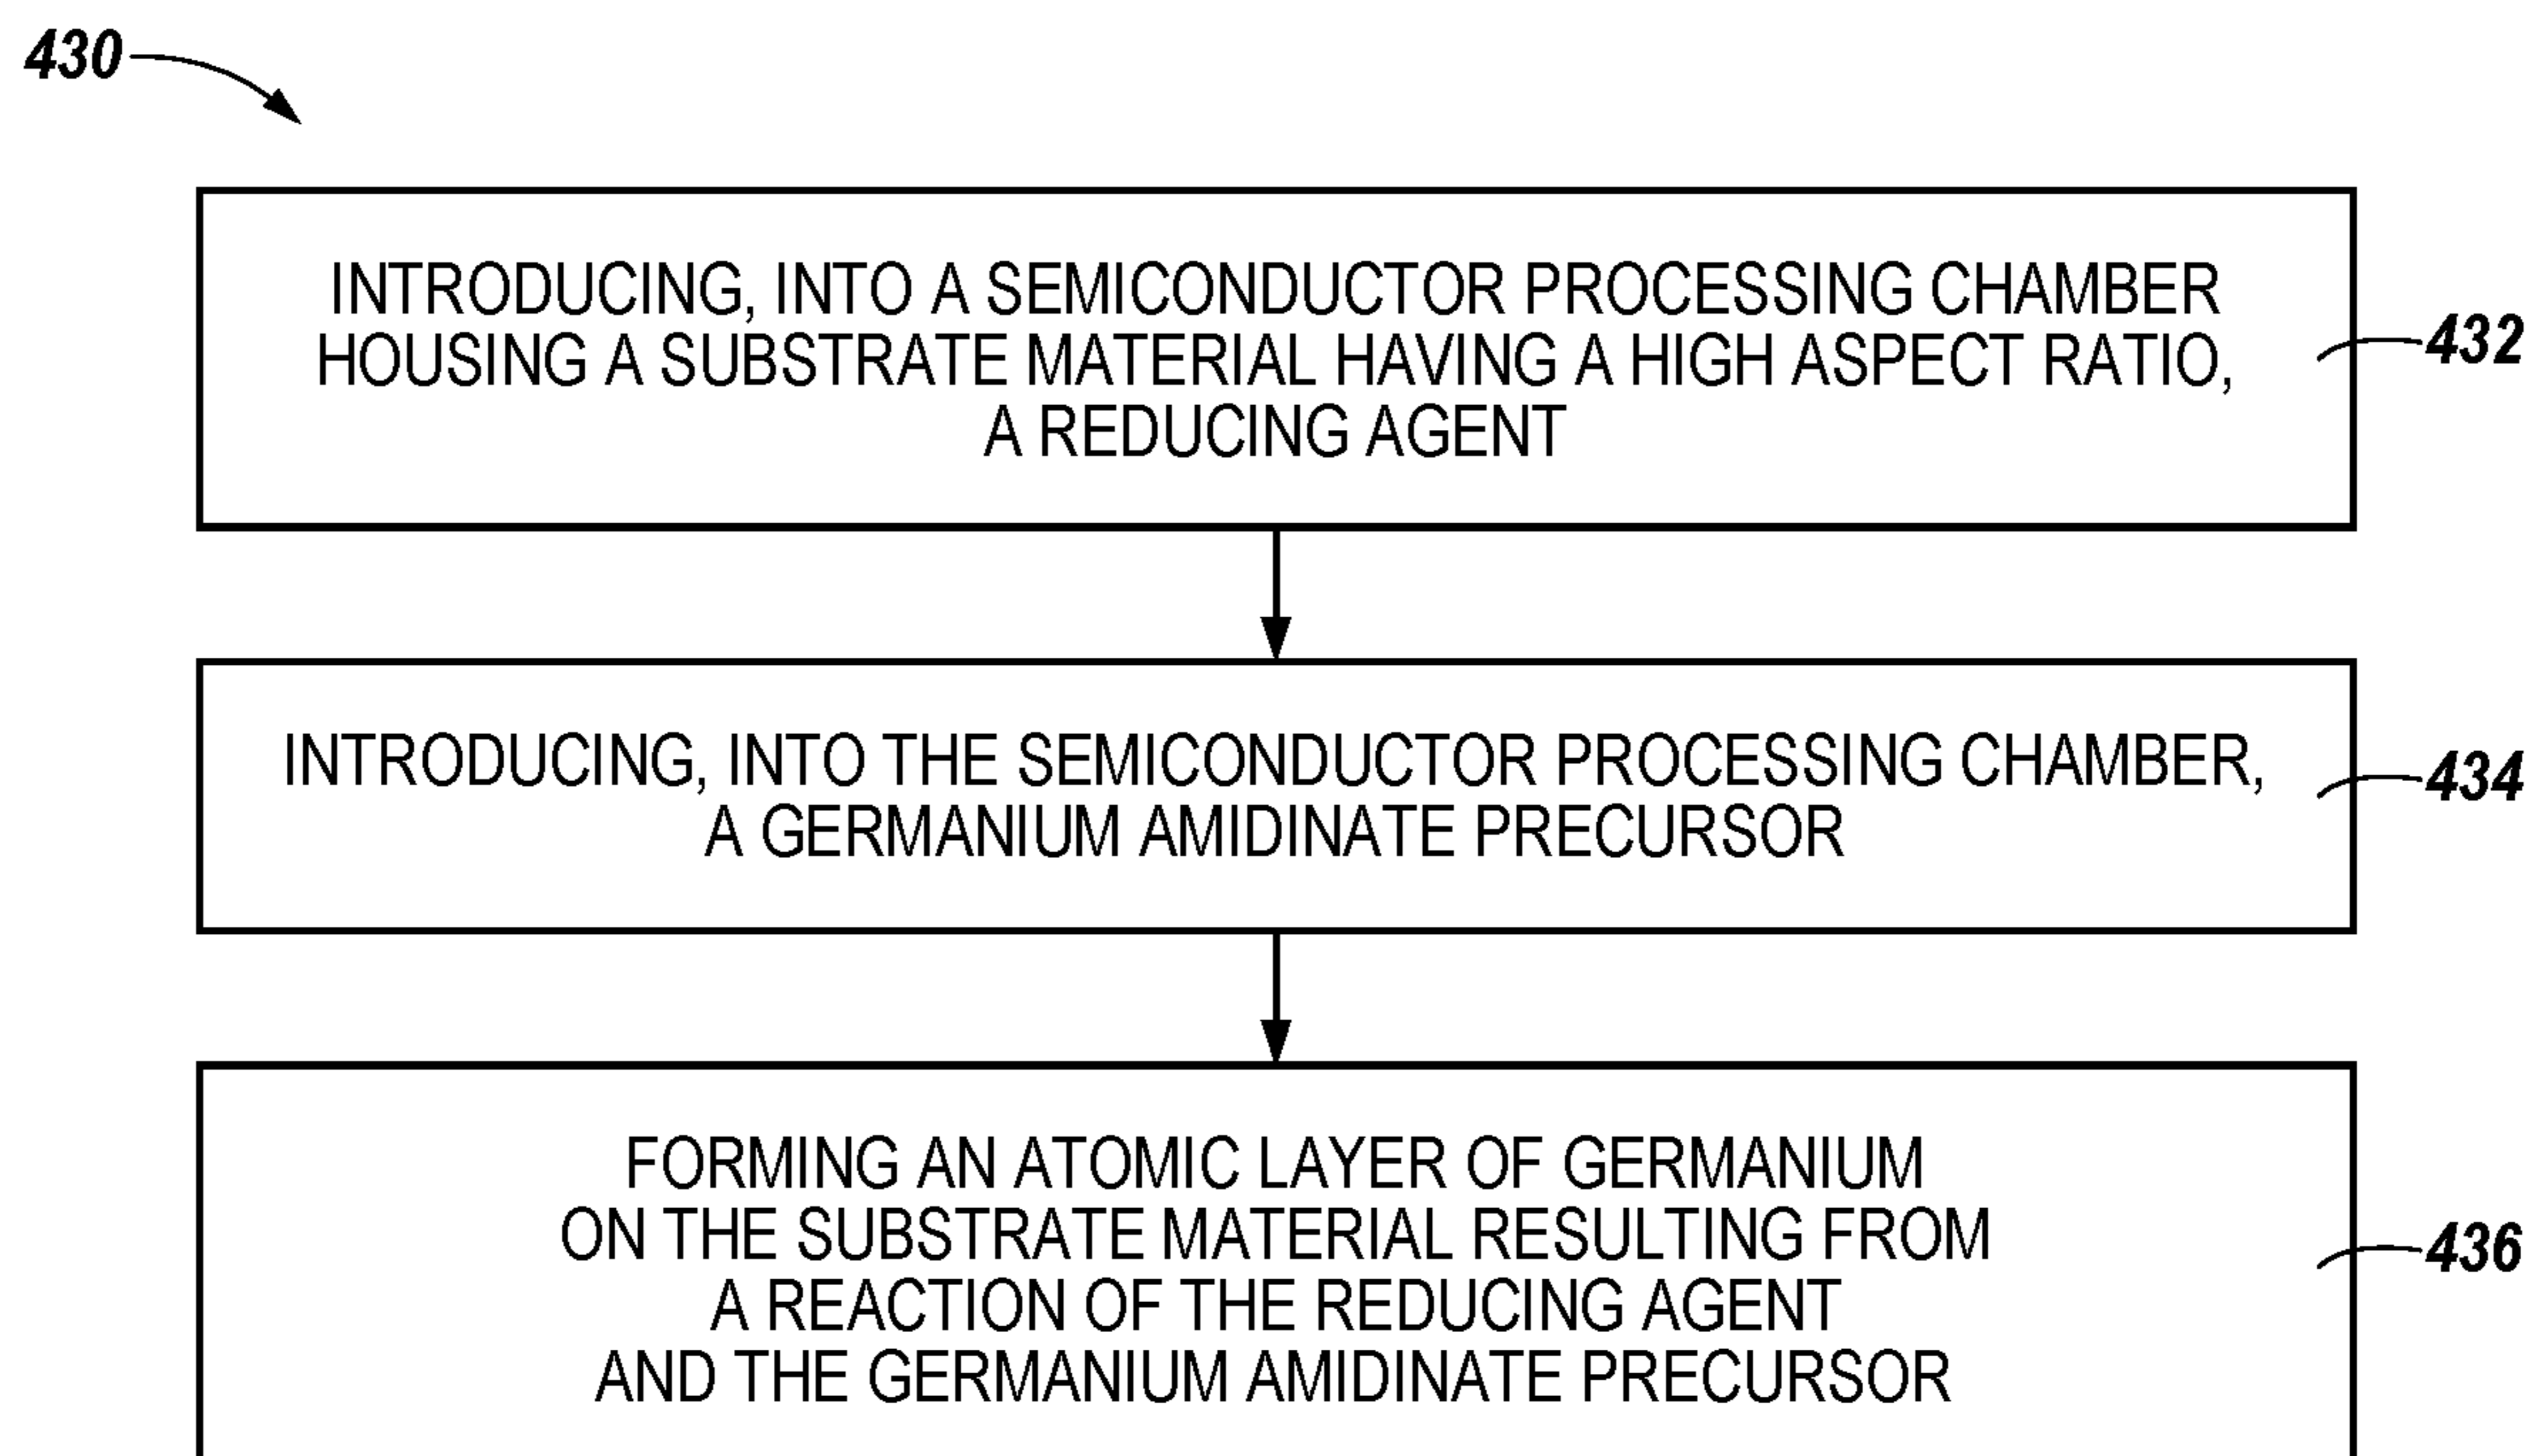 430
INTRODUCING, INTO A SEMICONDUCTOR PROCESSING CHAMBER
HOUSING A SUBSTRATE MATERIAL HAVING A HIGH ASPECT RATIO,
A REDUCING AGENT
432
INTRODUCING, INTO THE SEMICONDUCTOR PROCESSING CHAMBER,
A GERMANIUM AMIDINATE PRECURSOR
434
FORMING AN ATOMIC LAYER OF GERMANIUM
ON THE SUBSTRATE MATERIAL RESULTING FROM
A REACTION OF THE REDUCING AGENT
AND THE GERMANIUM AMIDINATE PRECURSOR
436